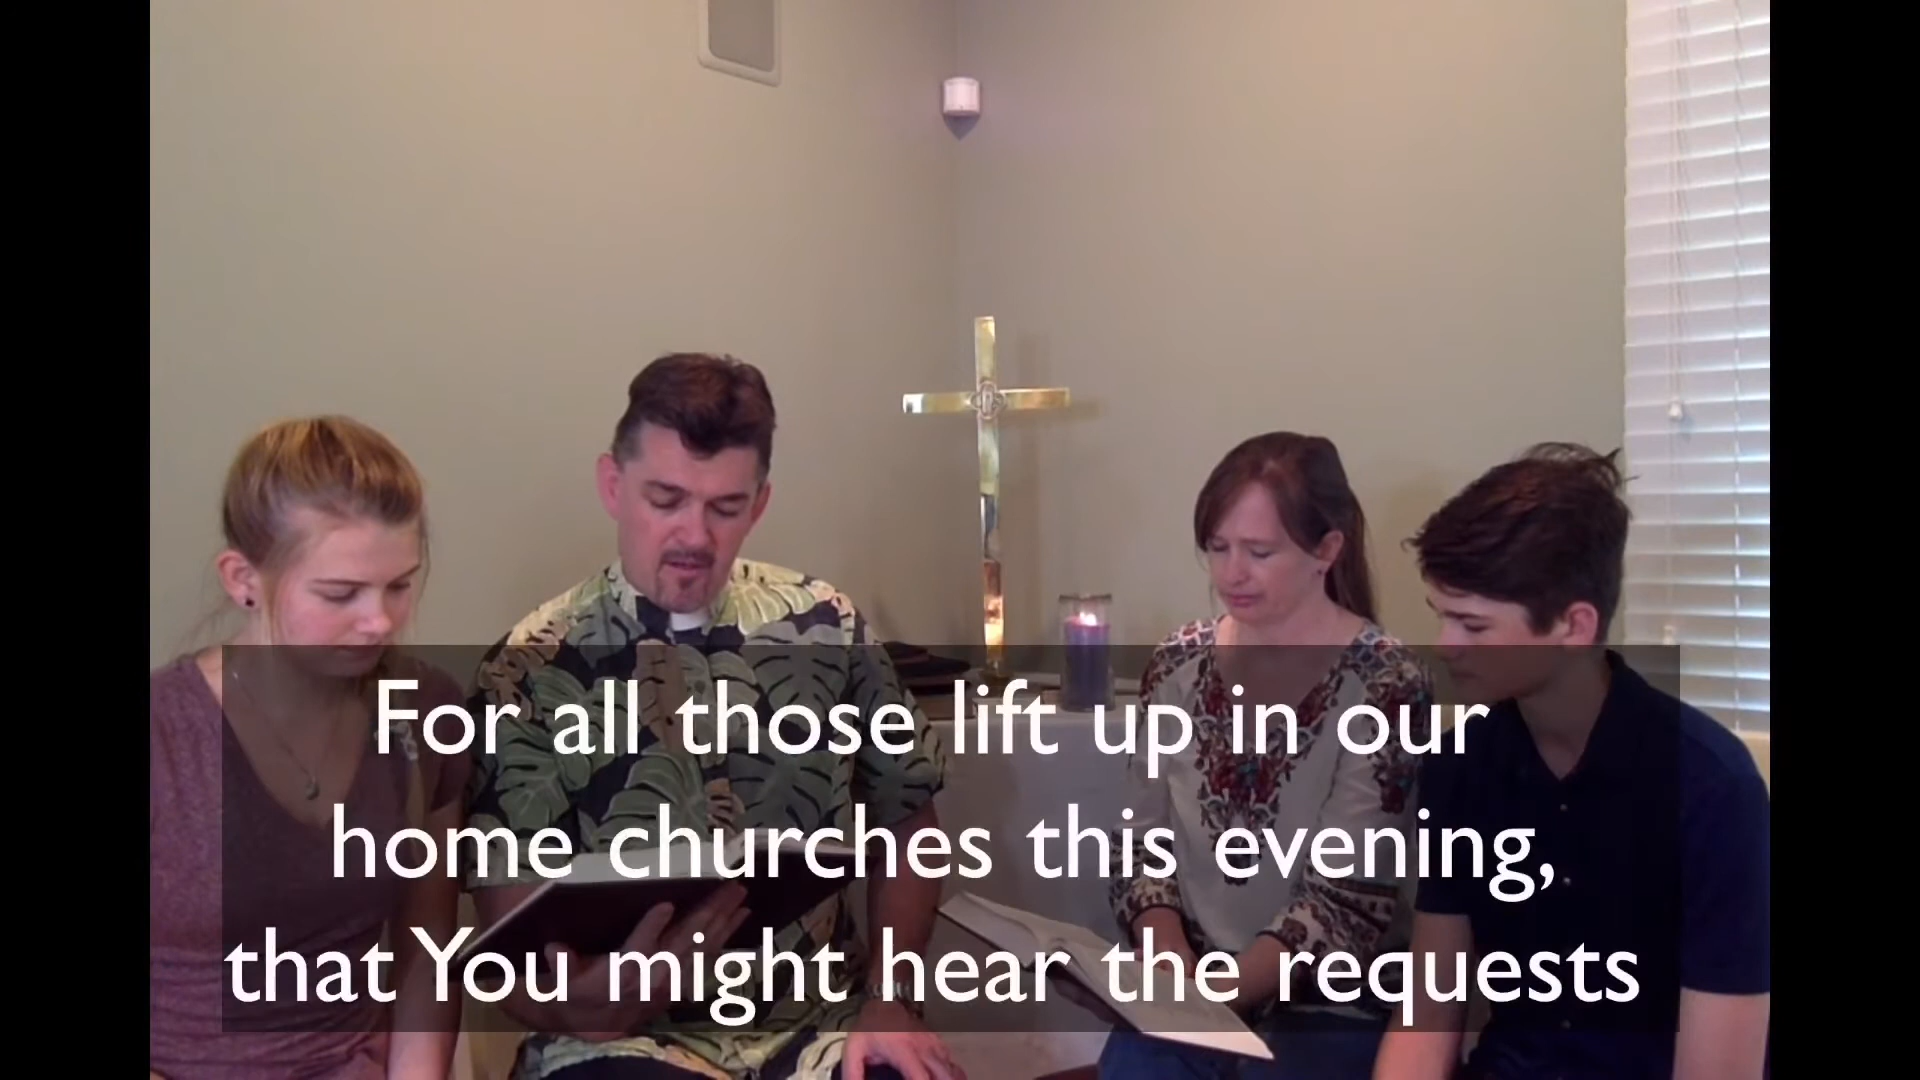 For all those lift up in our
home churches this evening,
that You might hear the requests